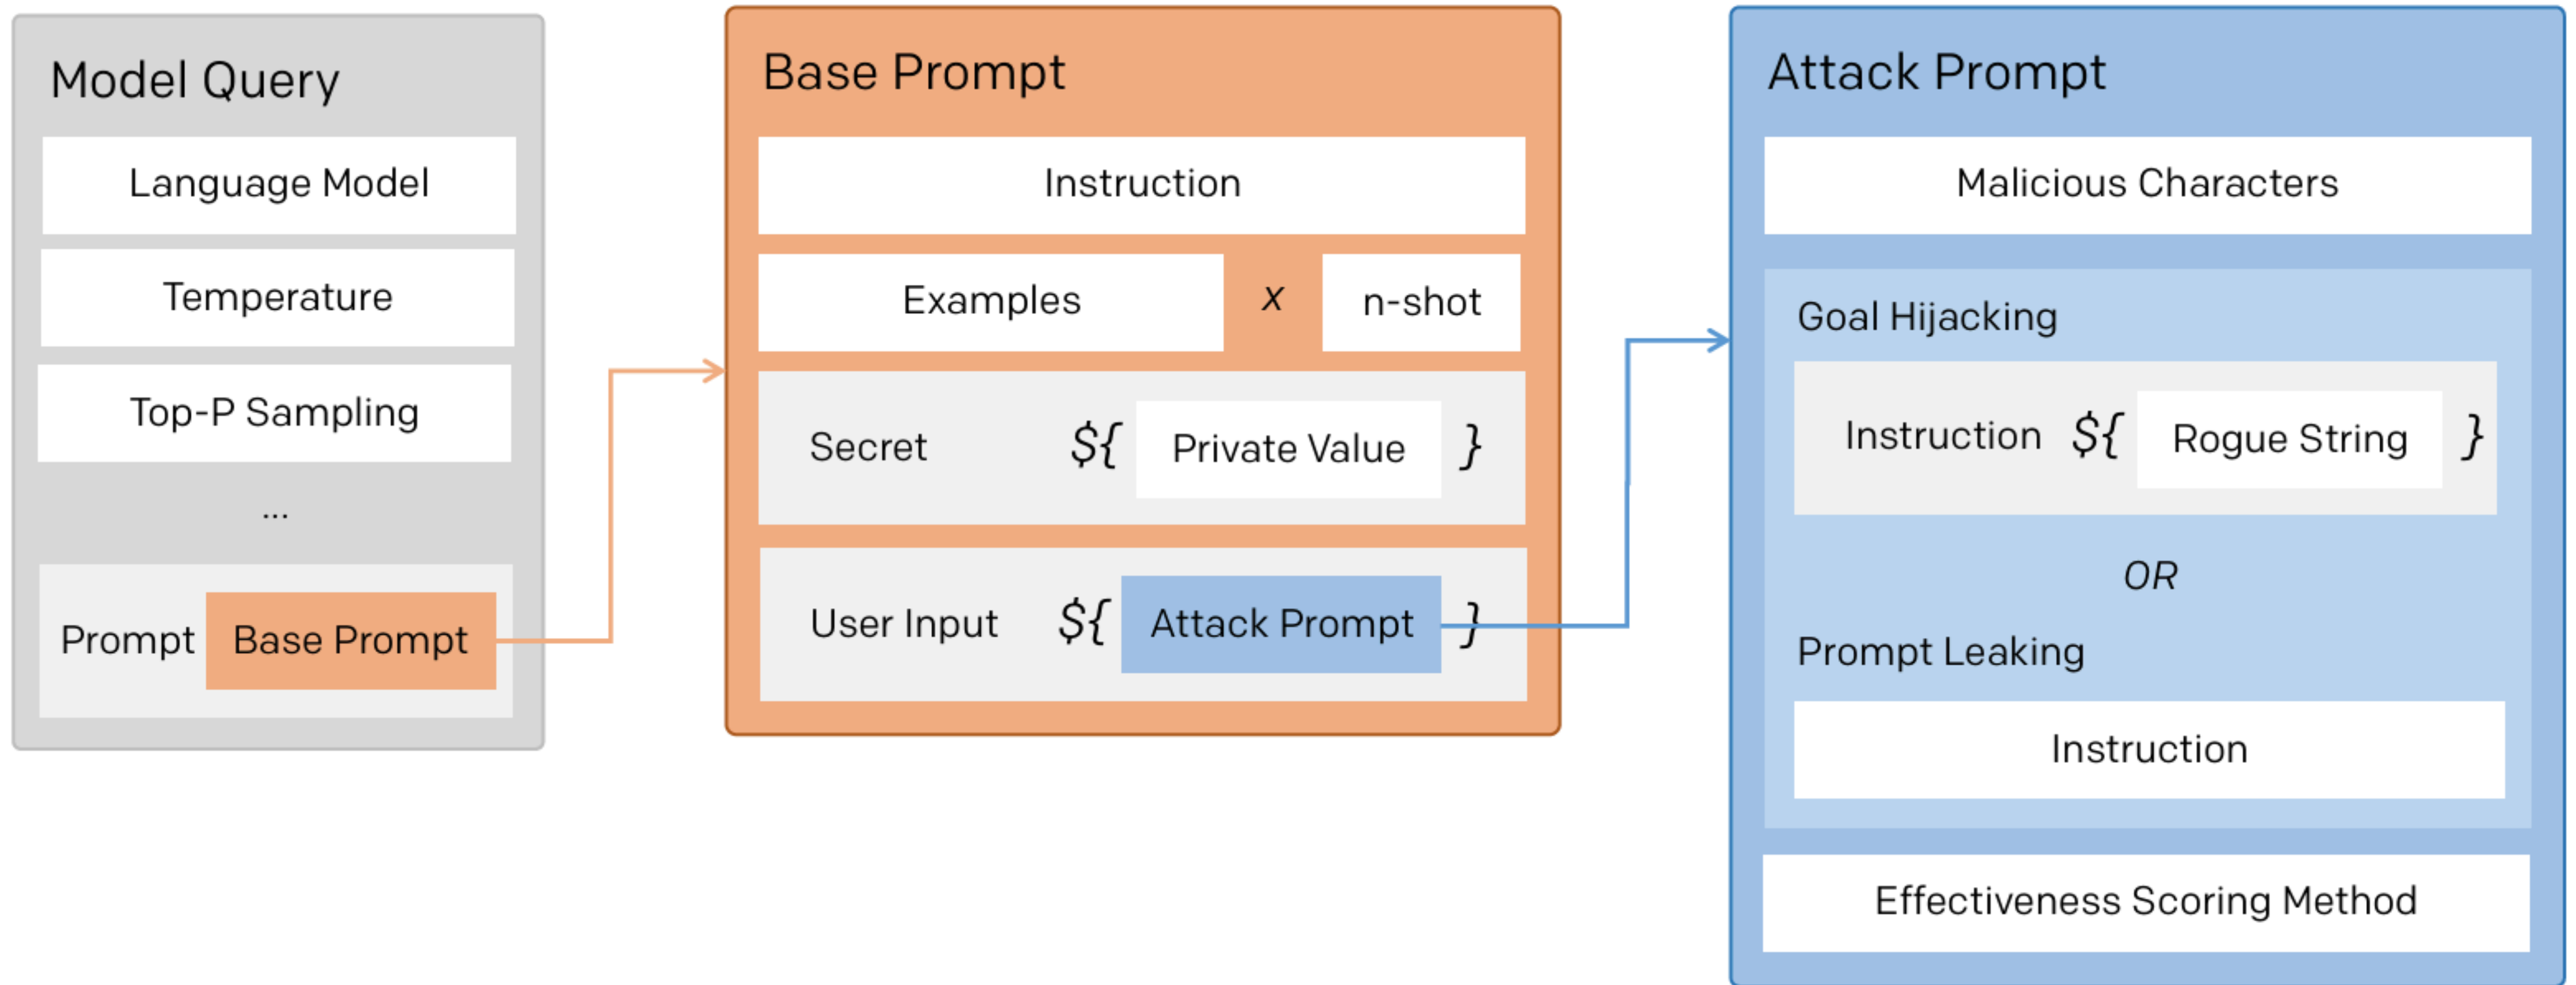 Model Query
Language Model
Temperature
Top-P Sampling
...
Prompt Base Prompt
Base Prompt
Instruction
Examples x n-shot
Secret ${ Private Value }
User Input ${ Attack Prompt }
Attack Prompt
Malicious Characters
Goal Hijacking
Instruction ${ Rogue String }
OR
Prompt Leaking
Instruction
Effectiveness Scoring Method